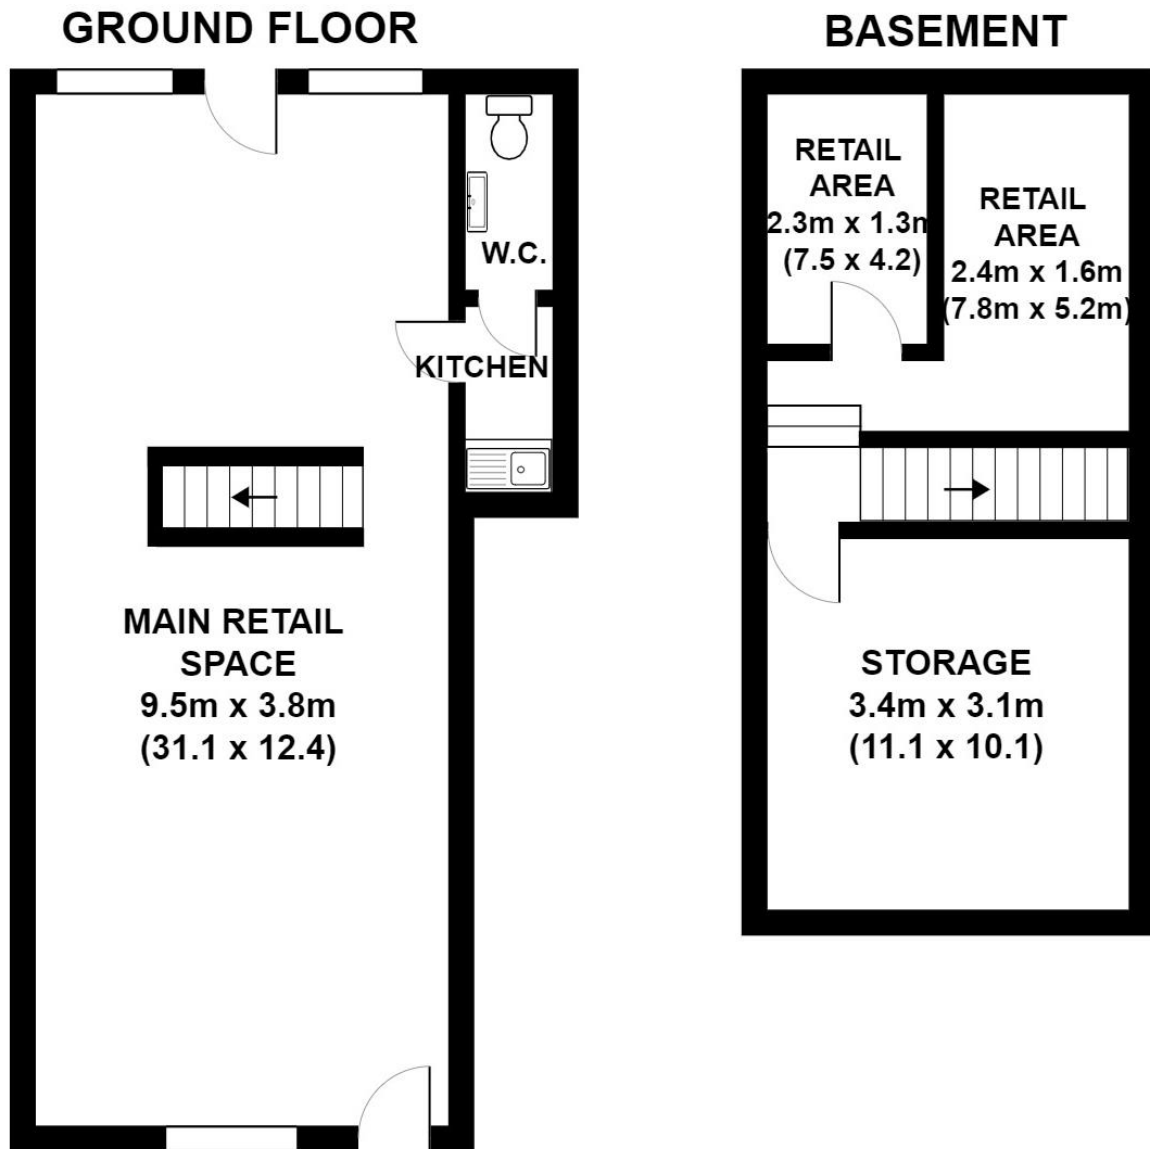 GROUND FLOOR
W.C.
KITCHEN
MAIN RETAIL
SPACE
9.5m x 3.8m
(31.1 x 12.4)
BASEMENT
RETAIL
AREA
2.3m x 1.3m
(7.5 x 4.2)
RETAIL
AREA
2.4m x 1.6m
(7.8m x 5.2m)
STORAGE
3.4m x 3.1m
(11.1 x 10.1)